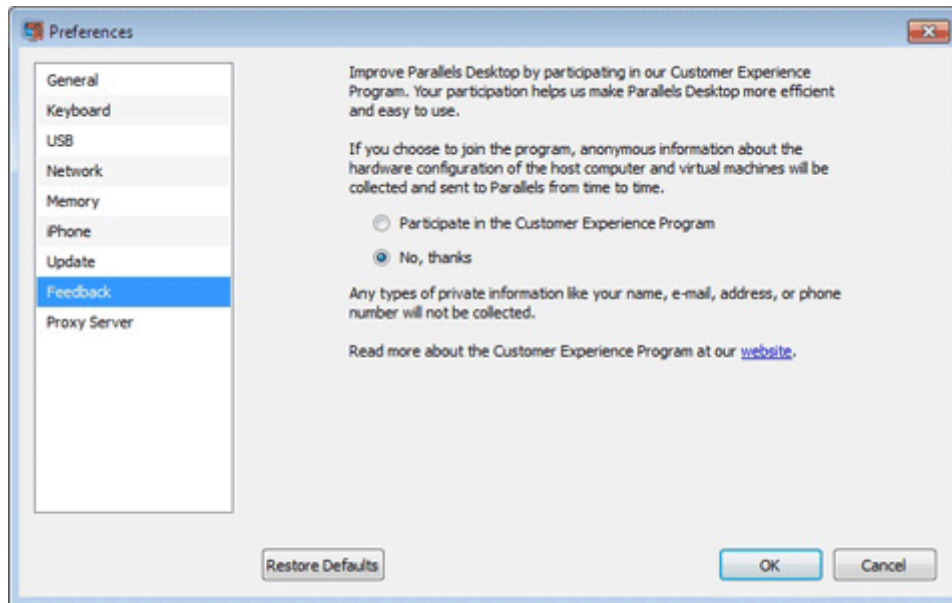 Preferences
General
Keyboard
USB
Network
Memory
iPhone
Update
Feedback
Proxy Server
Improve Parallels Desktop by participating in our Customer Experience
Program. Your participation helps us make Parallels Desktop more efficient
and easy to use.
If you choose to join the program, anonymous information about the
hardware configuration of the host computer and virtual machines will be
collected and sent to Parallels from time to time.
Participate in the Customer Experience Program
No, thanks
Any types of private information like your name, e-mail, address, or phone
number will not be collected.
Read more about the Customer Experience Program at our website.
Restore Defaults
OK
Cancel